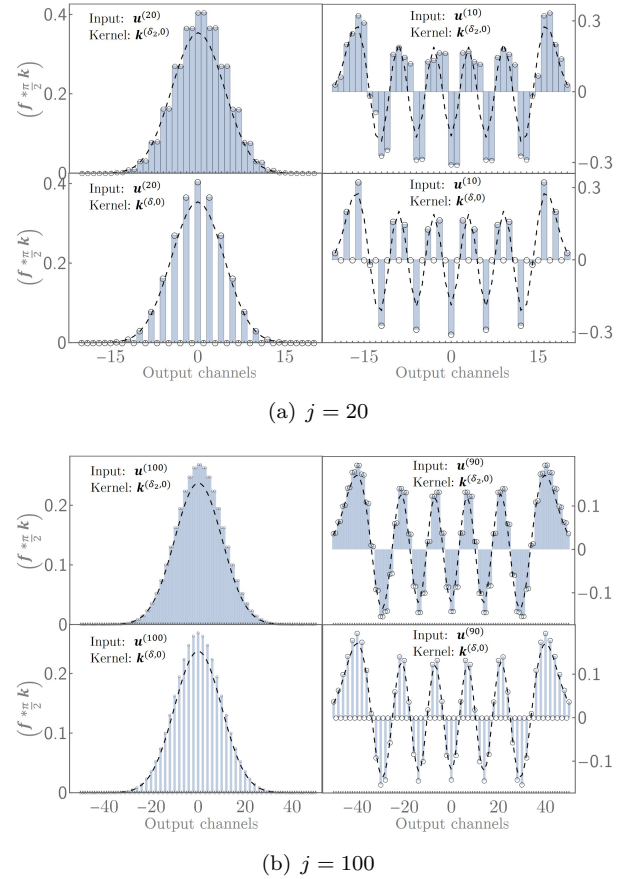 Input: u^(20)
Kernel: k^(δ₂,0)
Input: u^(10)
Kernel: k^(δ₂,0)
0.4
0.2
0
(f *_{π/2} k)
0.3
0
−0.3
Input: u^(20)
Kernel: k^(δ,0)
Input: u^(10)
Kernel: k^(δ,0)
0.4
0.2
0
(f *_{π/2} k)
0.3
0
−0.3
−15 0 15
−15 0 15
Output channels
Output channels
(a) j = 20
Input: u^(100)
Kernel: k^(δ₂,0)
Input: u^(90)
Kernel: k^(δ₂,0)
0.2
0.1
0
(f *_{π/2} k)
0.1
0
−0.1
Input: u^(100)
Kernel: k^(δ,0)
Input: u^(90)
Kernel: k^(δ,0)
0.2
0.1
0
(f *_{π/2} k)
0.1
0
−0.1
−40 −20 0 20 40
−40 −20 0 20 40
Output channels
Output channels
(b) j = 100